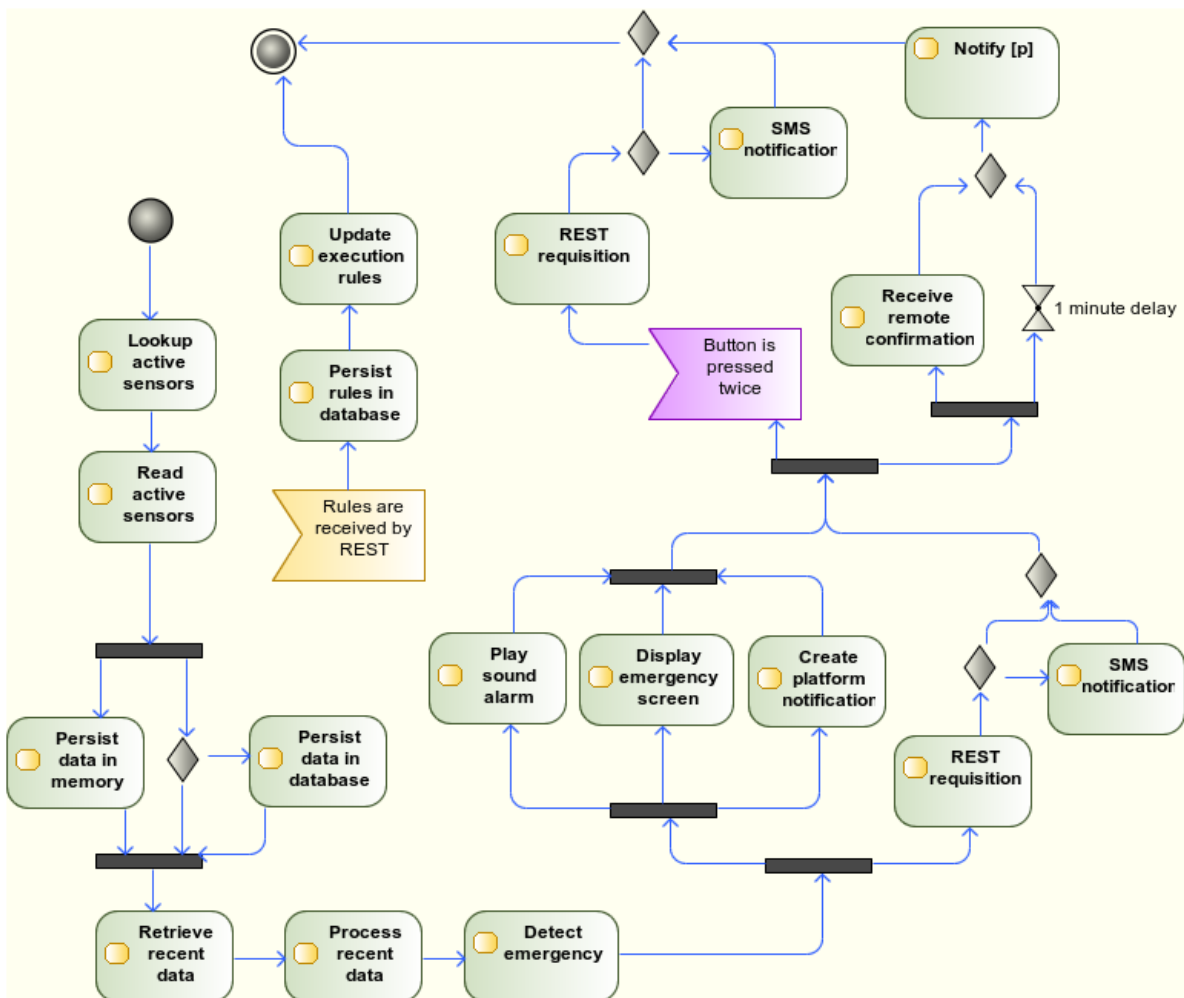 Notify [p]
SMS
notification
REST
requisition
Update
execution
rules
Receive
remote
confirmation
1 minute delay
Lookup
active
sensors
Persist
rules in
database
Button is
pressed
twice
Read
active
sensors
Rules are
received by
REST
Play
sound
alarm
Display
emergency
screen
Create
platform
notification
SMS
notification
Persist
data in
memory
Persist
data in
database
REST
requisition
Retrieve
recent
data
Process
recent
data
Detect
emergency